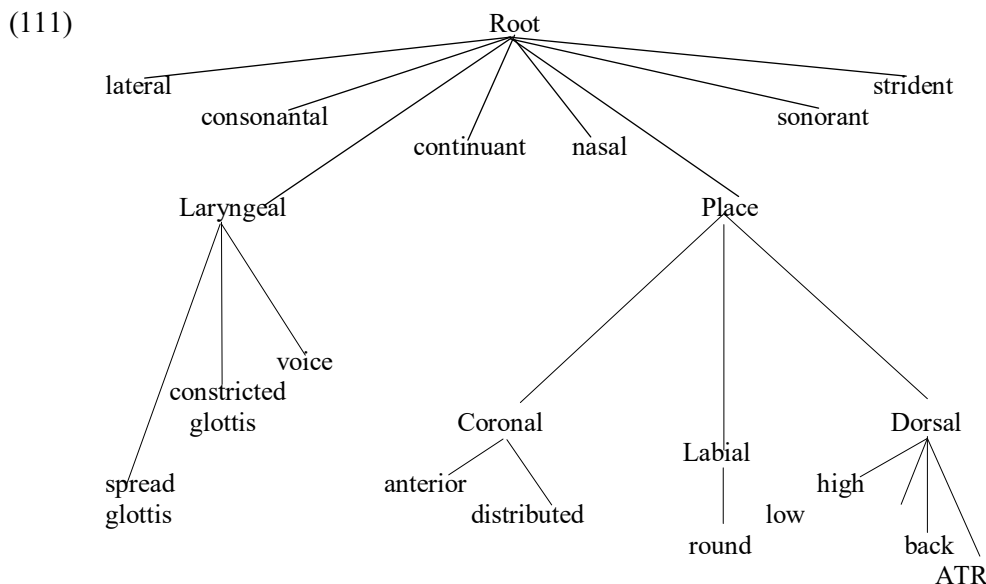 (111) Root
lateral strident
consonantal sonorant
continuant nasal
Laryngeal Place
voice
constricted
glottis
Coronal Dorsal
Labial
spread anterior high
glottis distributed low
round back
ATR